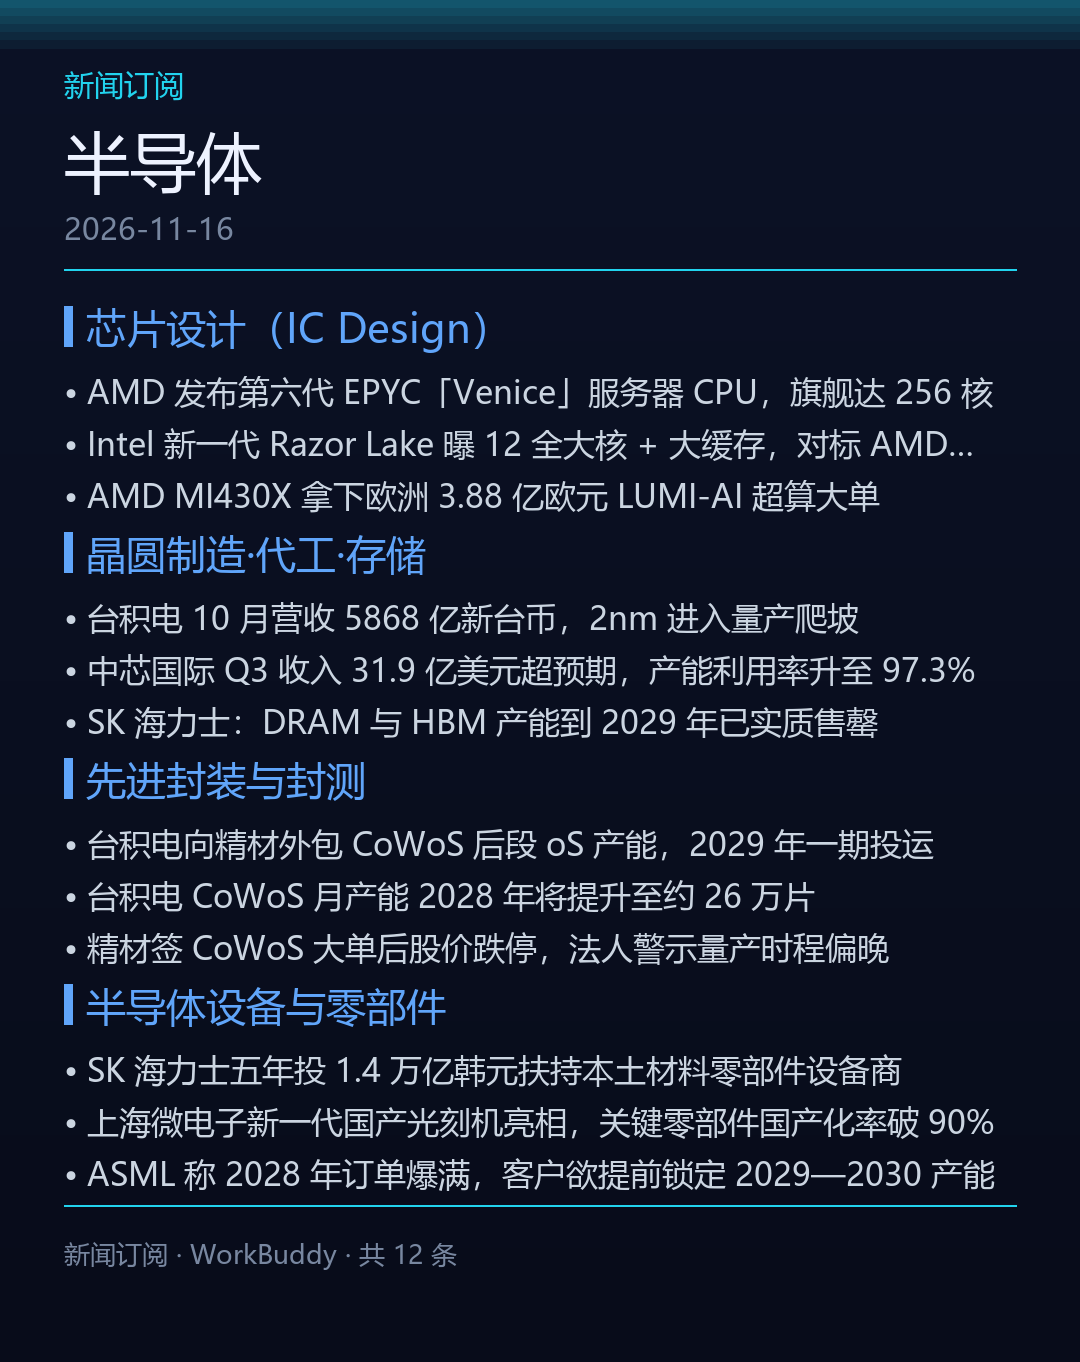 新闻订阅
半导体
2026-11-16
芯片设计（IC Design）
• AMD 发布第六代 EPYC「Venice」服务器 CPU，旗舰达 256 核
• Intel 新一代 Razor Lake 曝 12 全大核 + 大缓存，对标 AMD…
• AMD MI430X 拿下欧洲 3.88 亿欧元 LUMI-AI 超算大单
晶圆制造·代工·存储
• 台积电 10 月营收 5868 亿新台币，2nm 进入量产爬坡
• 中芯国际 Q3 收入 31.9 亿美元超预期，产能利用率升至 97.3%
• SK 海力士：DRAM 与 HBM 产能到 2029 年已实质售罄
先进封装与封测
• 台积电向精材外包 CoWoS 后段 oS 产能，2029 年一期投运
• 台积电 CoWoS 月产能 2028 年将提升至约 26 万片
• 精材签 CoWoS 大单后股价跌停，法人警示量产时程偏晚
半导体设备与零部件
• SK 海力士五年投 1.4 万亿韩元扶持本土材料零部件设备商
• 上海微电子新一代国产光刻机亮相，关键零部件国产化率破 90%
• ASML 称 2028 年订单爆满，客户欲提前锁定 2029—2030 产能
新闻订阅 · WorkBuddy · 共 12 条